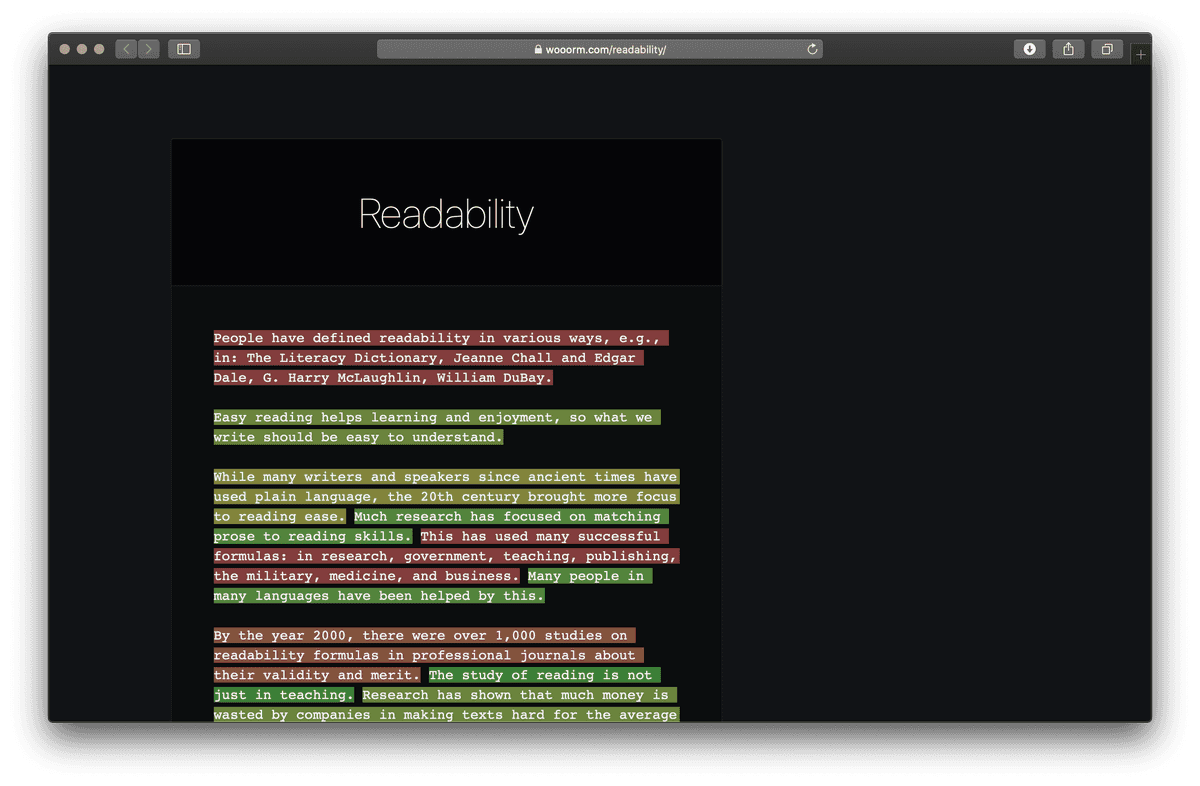 wooorm.com/readability/
Readability
People have defined readability in various ways, e.g.,
in: The Literacy Dictionary, Jeanne Chall and Edgar
Dale, G. Harry McLaughlin, William DuBay.
Easy reading helps learning and enjoyment, so what we
write should be easy to understand.
While many writers and speakers since ancient times have
used plain language, the 20th century brought more focus
to reading ease. Much research has focused on matching
prose to reading skills. This has used many successful
formulas: in research, government, teaching, publishing,
the military, medicine, and business. Many people in
many languages have been helped by this.
By the year 2000, there were over 1,000 studies on
readability formulas in professional journals about
their validity and merit. The study of reading is not
just in teaching. Research has shown that much money is
wasted by companies in making texts hard for the average